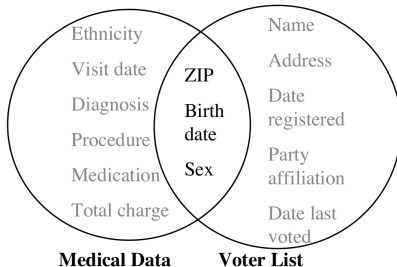 Ethnicity
Visit date
Diagnosis
Procedure
Medication
Total charge
ZIP
Birth
date
Sex
Name
Address
Date
registered
Party
affiliation
Date last
voted
Medical Data
Voter List